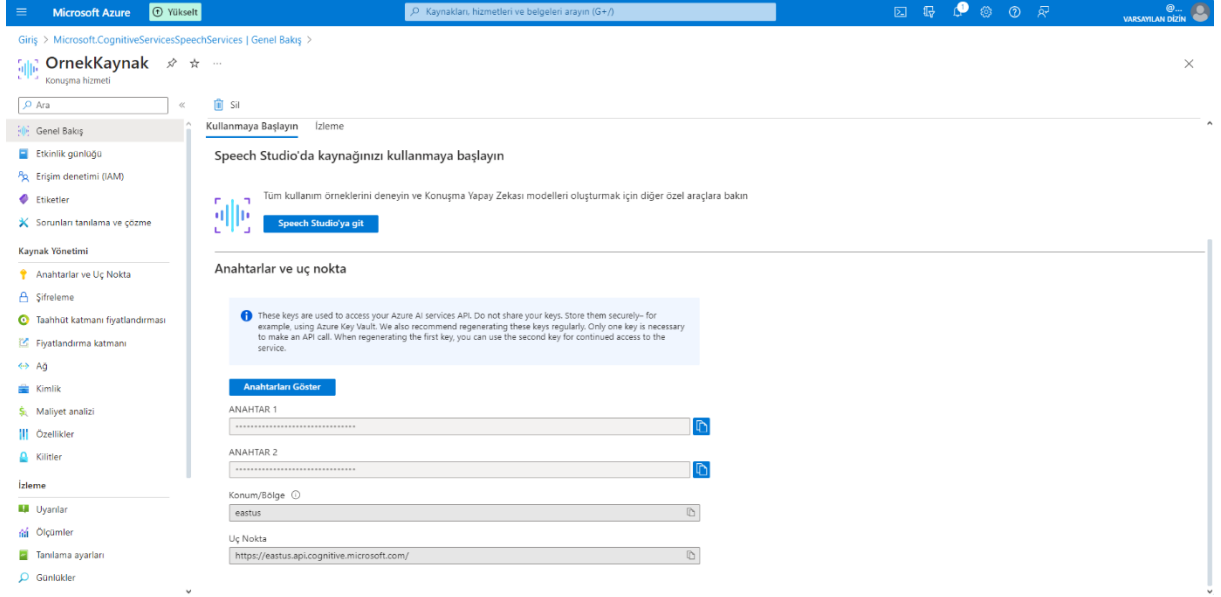 Microsoft Azure
Yükselt
Kaynakları, hizmetleri ve belgeleri arayın (G+/)
@...
VARSAYILAN DİZİN
Giriş > Microsoft.CognitiveServicesSpeechServices | Genel Bakış >
OrnekKaynak
Konuşma hizmeti
Ara
Genel Bakış
Etkinlik günlüğü
Erişim denetimi (IAM)
Etiketler
Sorunları tanılama ve çözme
Kaynak Yönetimi
Anahtarlar ve Uç Nokta
Şifreleme
Taahhüt katmanı fiyatlandırması
Fiyatlandırma katmanı
Ağ
Kimlik
Maliyet analizi
Özellikler
Kilitler
İzleme
Uyarılar
Ölçümler
Tanılama ayarları
Günlükler
Sil
Kullanmaya Başlayın İzleme
Speech Studio'da kaynağınızı kullanmaya başlayın
Tüm kullanım örneklerini deneyin ve Konuşma Yapay Zekası modelleri oluşturmak için diğer özel araçlara bakın
Speech Studio'ya git
Anahtarlar ve uç nokta
These keys are used to access your Azure AI services API. Do not share your keys. Store them securely– for
example, using Azure Key Vault. We also recommend regenerating these keys regularly. Only one key is necessary
to make an API call. When regenerating the first key, you can use the second key for continued access to the
service.
Anahtarları Göster
ANAHTAR 1
ANAHTAR 2
Konum/Bölge
eastus
Uç Nokta
https://eastus.api.cognitive.microsoft.com/